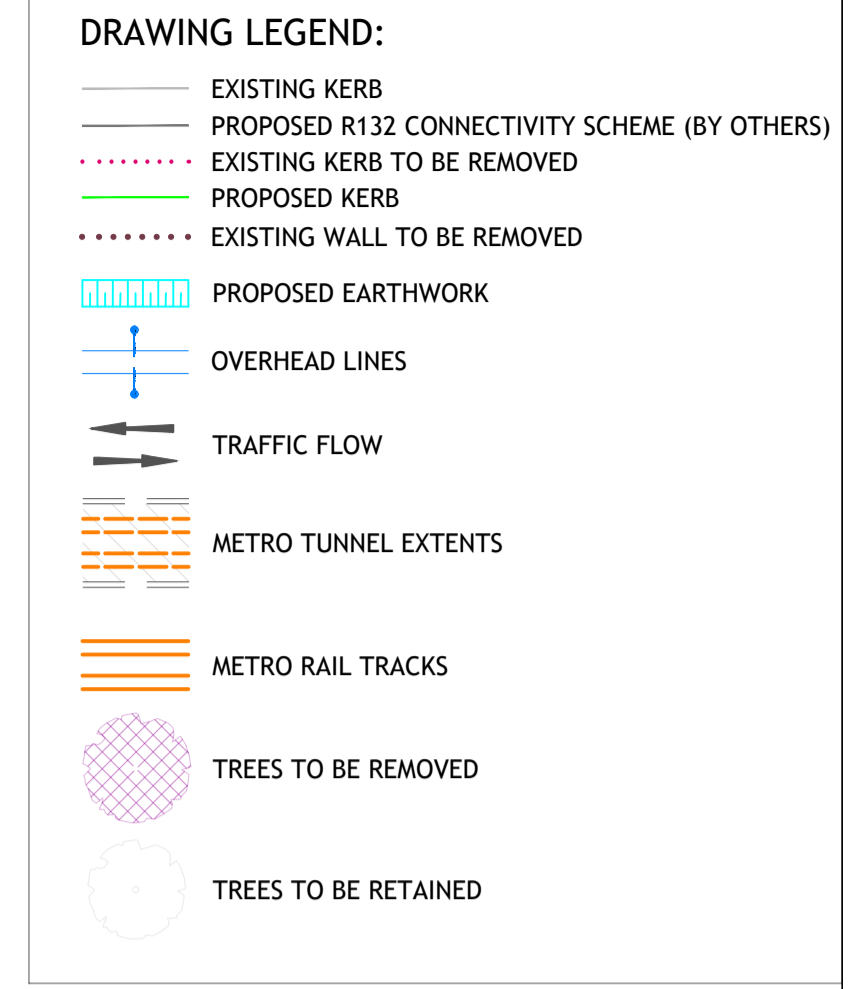 DRAWING LEGEND:
EXISTING KERB
PROPOSED R132 CONNECTIVITY SCHEME (BY OTHERS)
EXISTING KERB TO BE REMOVED
PROPOSED KERB
EXISTING WALL TO BE REMOVED
PROPOSED EARTHWORK
OVERHEAD LINES
TRAFFIC FLOW
METRO TUNNEL EXTENTS
METRO RAIL TRACKS
TREES TO BE REMOVED
TREES TO BE RETAINED